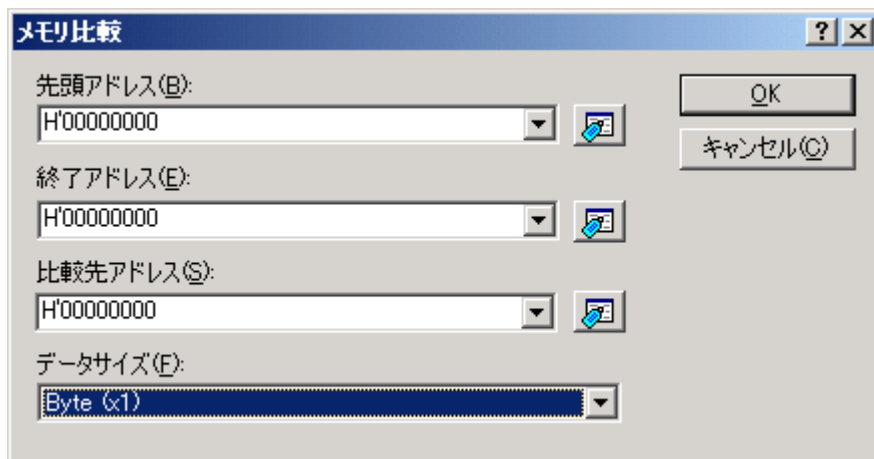 メモリ比較
先頭アドレス(B):
H'00000000
OK
キャンセル(C)
終了アドレス(E):
H'00000000
比較先アドレス(S):
H'00000000
データサイズ(F):
Byte (x1)